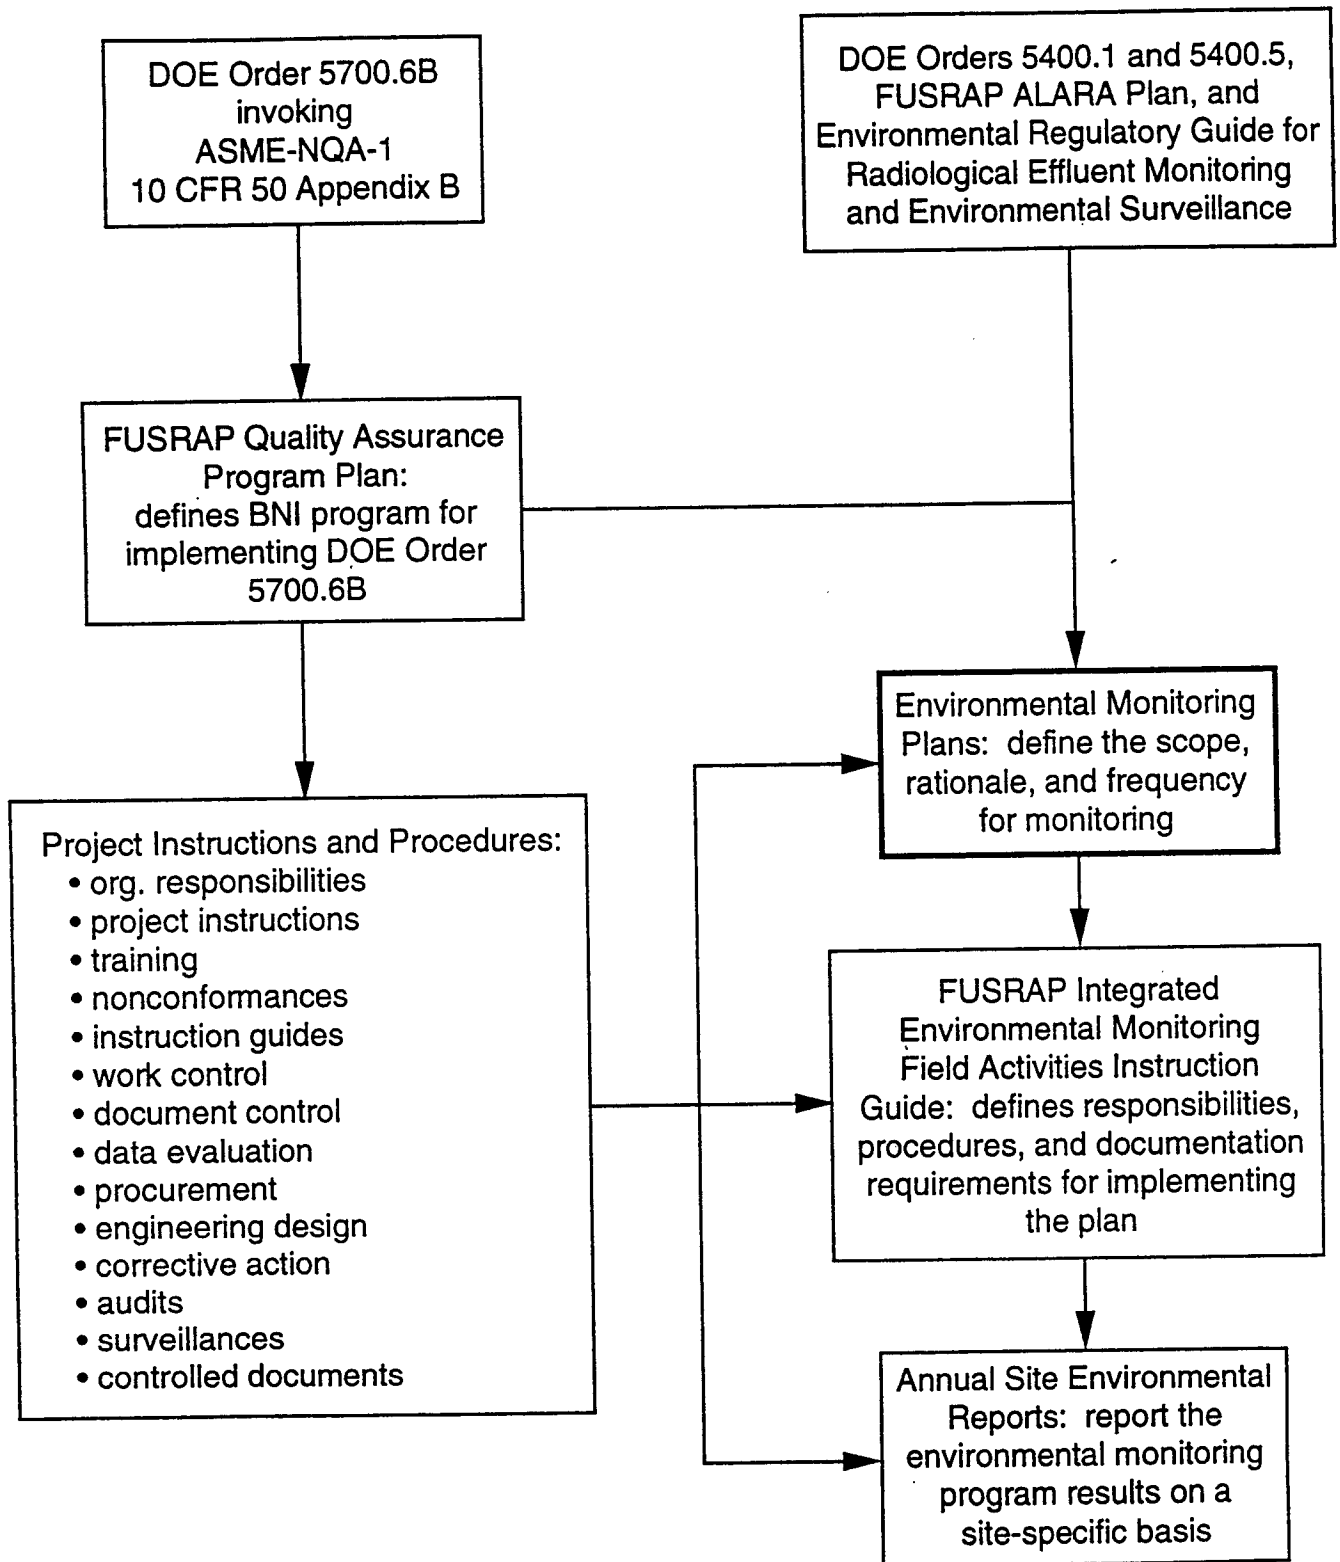 DOE Order 5700.6B
invoking
ASME-NQA-1
10 CFR 50 Appendix B
DOE Orders 5400.1 and 5400.5,
FUSRAP ALARA Plan, and
Environmental Regulatory Guide for
Radiological Effluent Monitoring
and Environmental Surveillance
FUSRAP Quality Assurance
Program Plan:
defines BNI program for
implementing DOE Order
5700.6B
Environmental Monitoring
Plans: define the scope,
rationale, and frequency
for monitoring
Project Instructions and Procedures:
• org. responsibilities
• project instructions
• training
• nonconformances
• instruction guides
• work control
• document control
• data evaluation
• procurement
• engineering design
• corrective action
• audits
• surveillances
• controlled documents
FUSRAP Integrated
Environmental Monitoring
Field Activities Instruction
Guide: defines responsibilities,
procedures, and documentation
requirements for implementing
the plan
Annual Site Environmental
Reports: report the
environmental monitoring
program results on a
site-specific basis